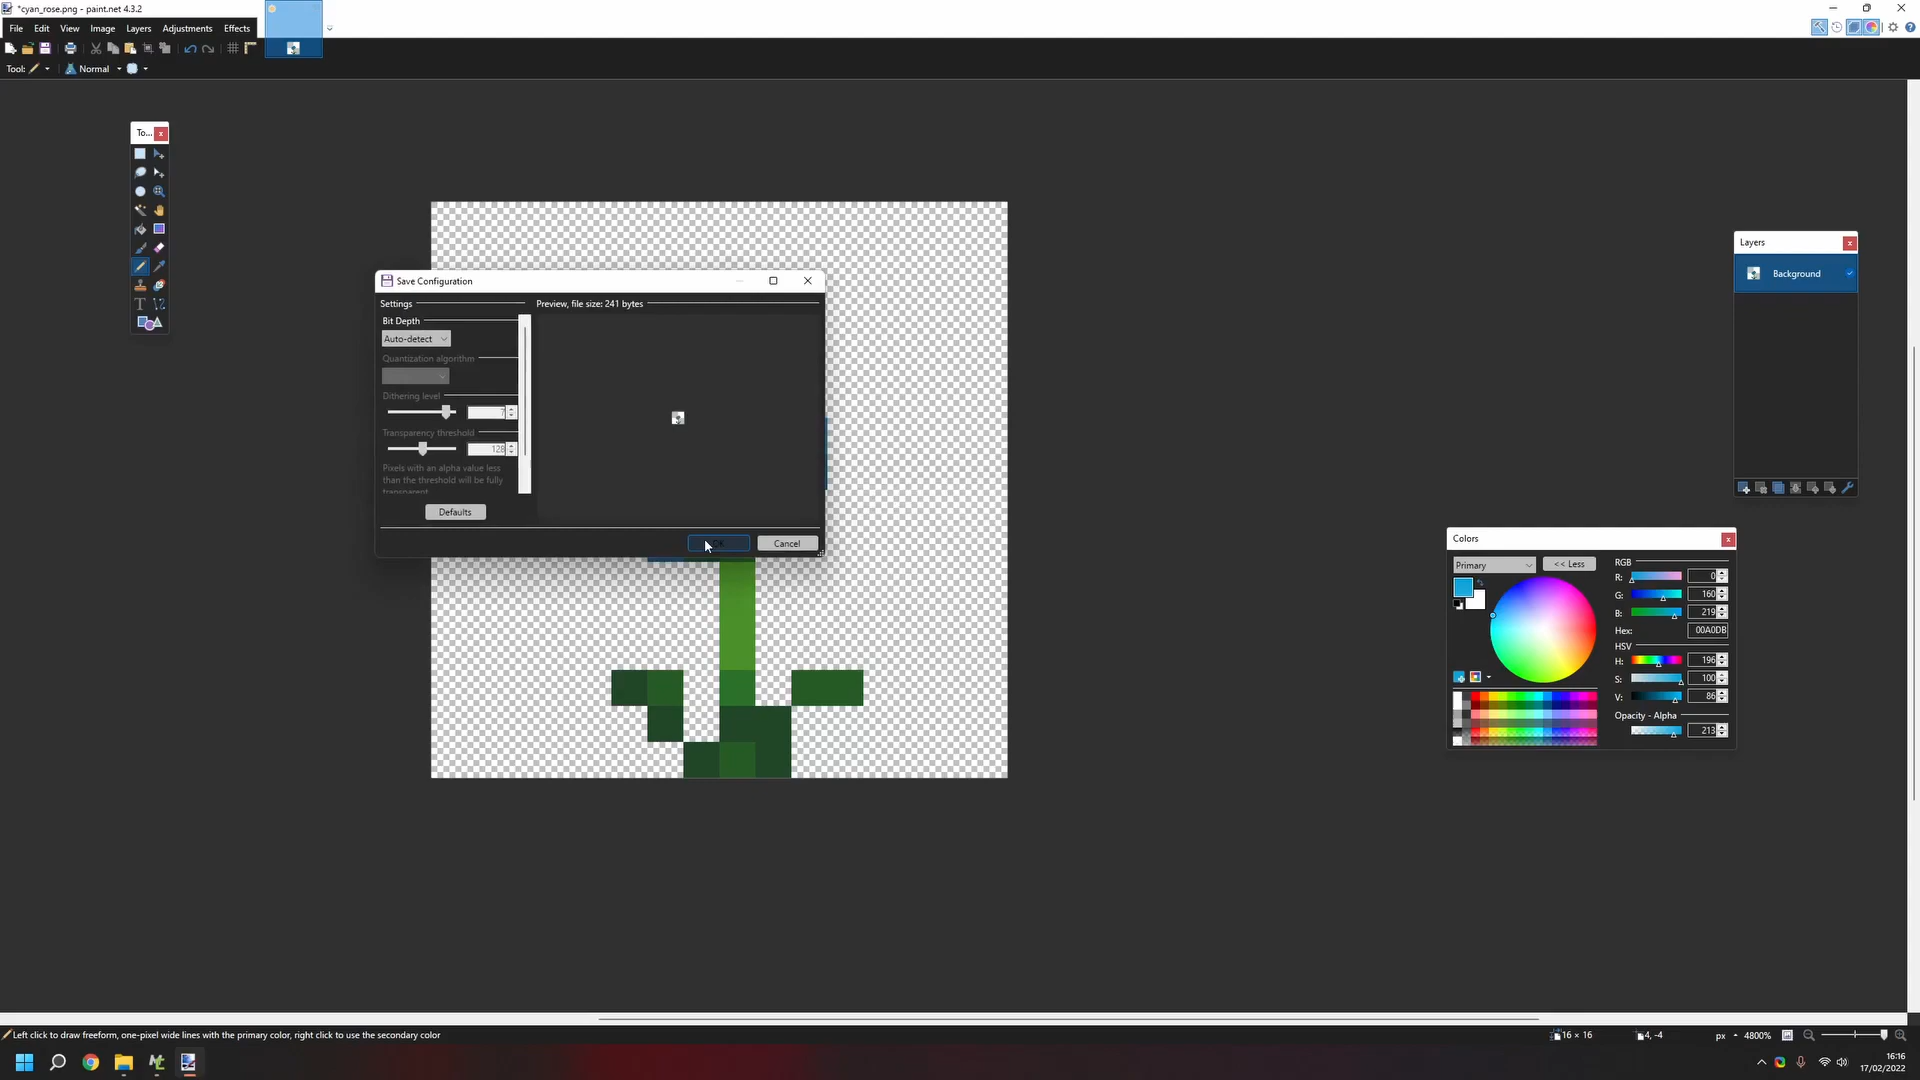 *cyan_rose.png - paint.net 4.3.2
File Edit View Image Layers Adjustments Effects
Tool: Normal
To...
Layers
Background
Save Configuration
Settings
Preview, file size: 241 bytes
Bit Depth
Auto-detect
Quantization algorithm
Dithering level
7
Transparency threshold
128
Pixels with an alpha value less
than the threshold will be fully
transparent
Defaults
Cancel
Colors
Primary
<< Less
RGB
R: 0
G: 160
B: 219
Hex: 00A0DB
HSV
H: 196
S: 100
V: 86
Opacity - Alpha
213
Left click to draw freeform, one-pixel wide lines with the primary color, right click to use the secondary color
16 × 16
4, -4
px
4800%
16:16
17/02/2022